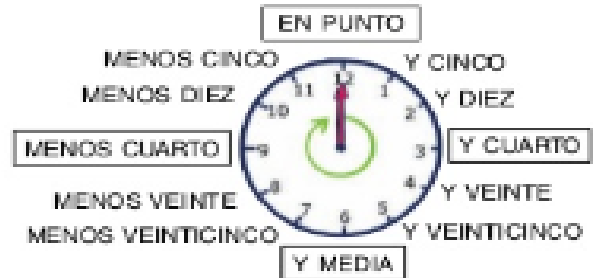 EN PUNTO
MENOS CINCO
Y CINCO
MENOS DIEZ
Y DIEZ
MENOS CUARTO
Y CUARTO
MENOS VEINTE
Y VEINTE
MENOS VEINTICINCO
Y VEINTICINCO
Y MEDIA
12
1
2
3
4
5
6
7
8
9
10
11